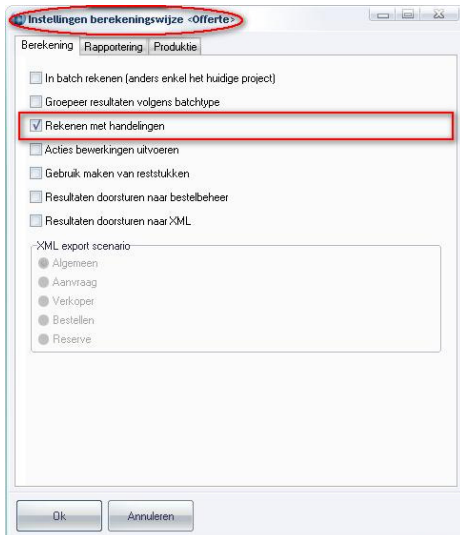 Instellingen berekeningswijze <Offerte>
Berekening Rapportering Produktie
In batch rekenen (anders enkel het huidige project)
Groepeer resultaten volgens batchtype
Rekenen met handelingen
Acties bewerkingen uitvoeren
Gebruik maken van reststukken
Resultaten doorsturen naar bestelbeheer
Resultaten doorsturen naar XML
XML export scenario
Algemeen
Aanvraag
Verkoper
Bestellen
Reserve
Ok Annuleren